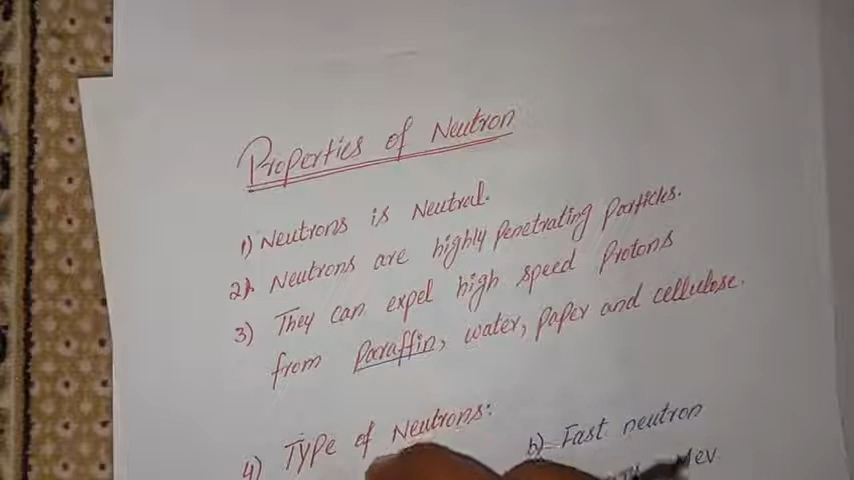 Properties of Neutron
1) Neutrons is Neutral.
2) Neutrons are highly penetrating particles.
3) They can expel high speed Protons
from Paraffin, water, paper and cellulose.
4) Type of Neutrons:
b) Fast neutron
Mev